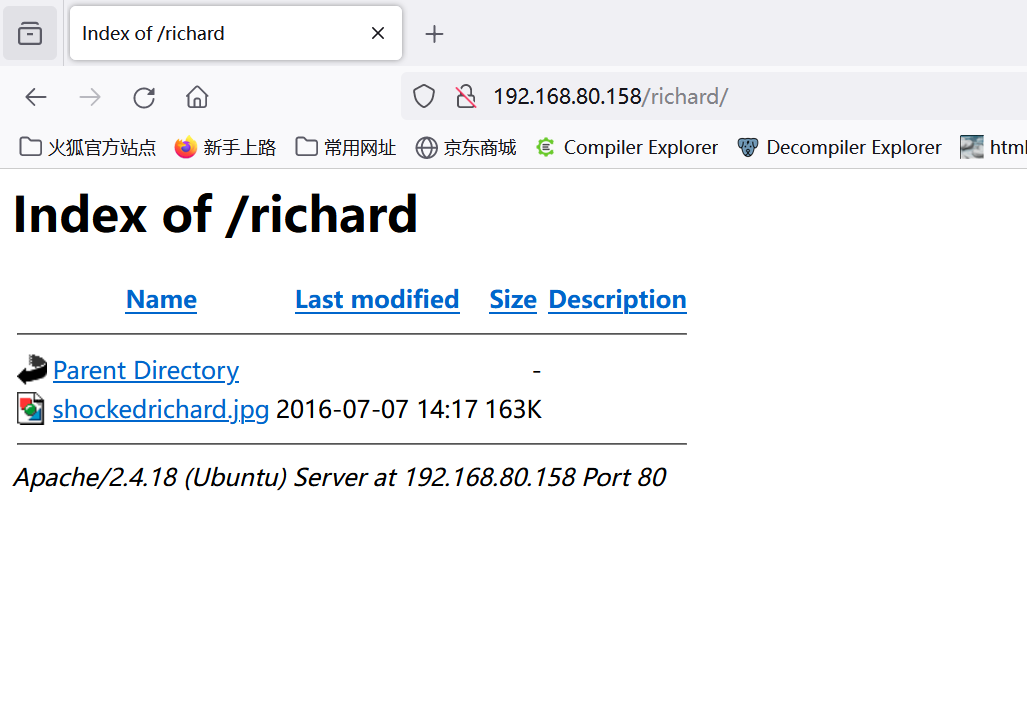 Index of /richard
192.168.80.158/richard/
火狐官方站点 新手上路 常用网址 京东商城 Compiler Explorer Decompiler Explorer html
Index of /richard
Name Last modified Size Description
Parent Directory -
shockedrichard.jpg 2016-07-07 14:17 163K
Apache/2.4.18 (Ubuntu) Server at 192.168.80.158 Port 80